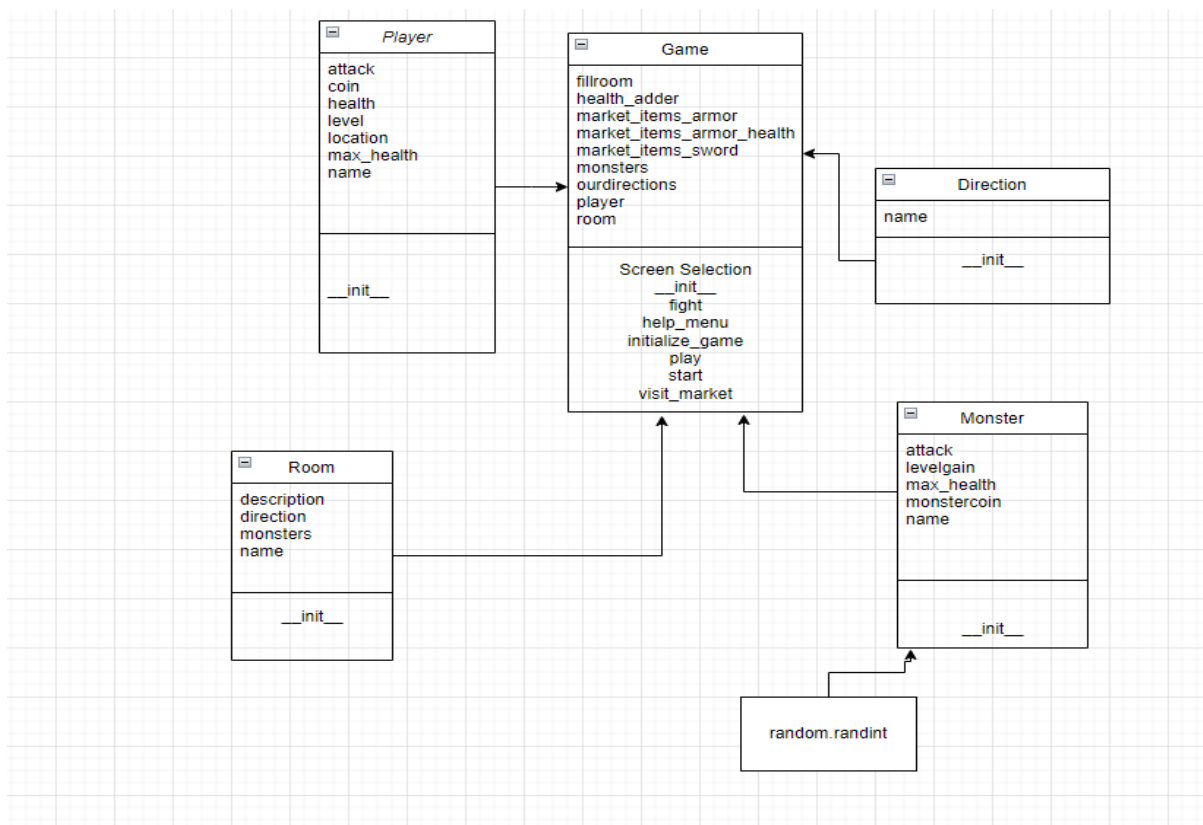 Player
attack
coin
health
level
location
max_health
name
__init__
Game
fillroom
health_adder
market_items_armor
market_items_armor_health
market_items_sword
monsters
ourdirections
player
room
Screen Selection
__init__
fight
help_menu
initialize_game
play
start
visit_market
Direction
name
__init__
Room
description
direction
monsters
name
__init__
Monster
attack
levelgain
max_health
monstercoin
name
__init__
random.randint